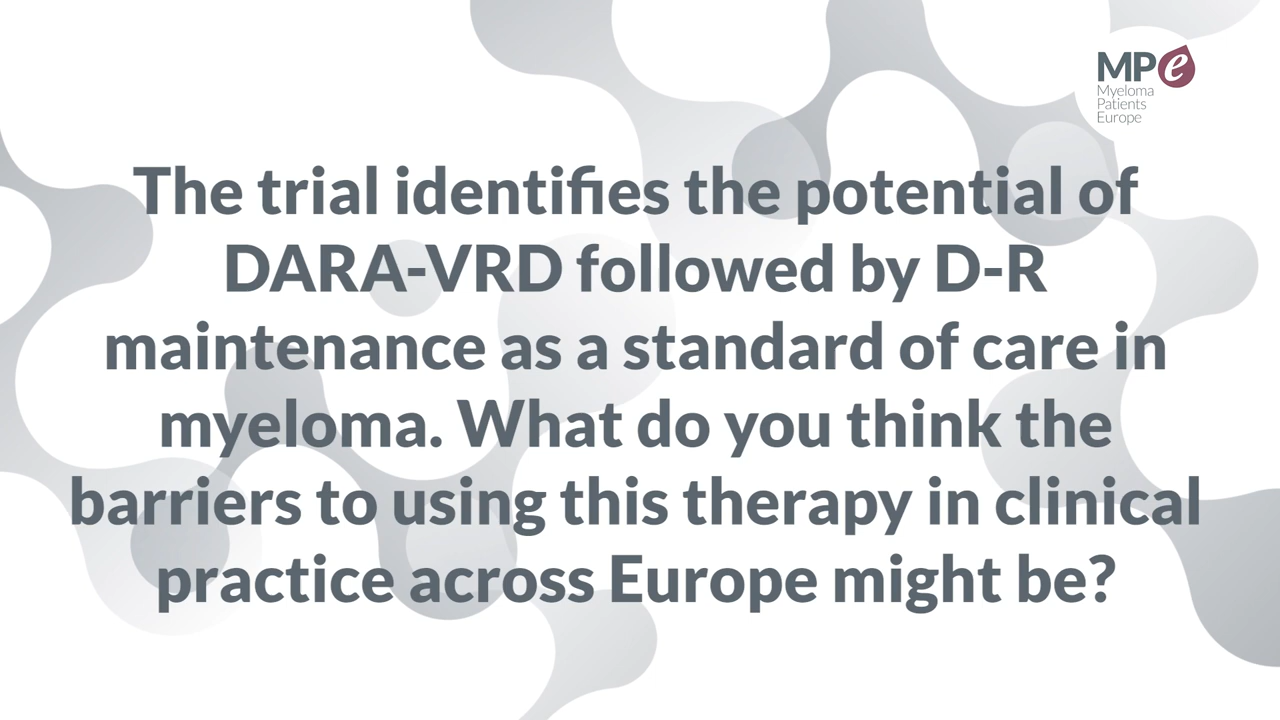 MPe
Myeloma
Patients
Europe
The trial identifies the potential of
DARA-VRD followed by D-R
maintenance as a standard of care in
myeloma. What do you think the
barriers to using this therapy in clinical
practice across Europe might be?